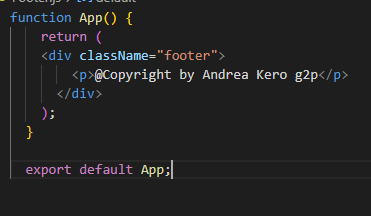 function App() {
return (
<div className="footer">
<p>@Copyright by Andrea Kero g2p</p>
</div>
);
}
export default App;